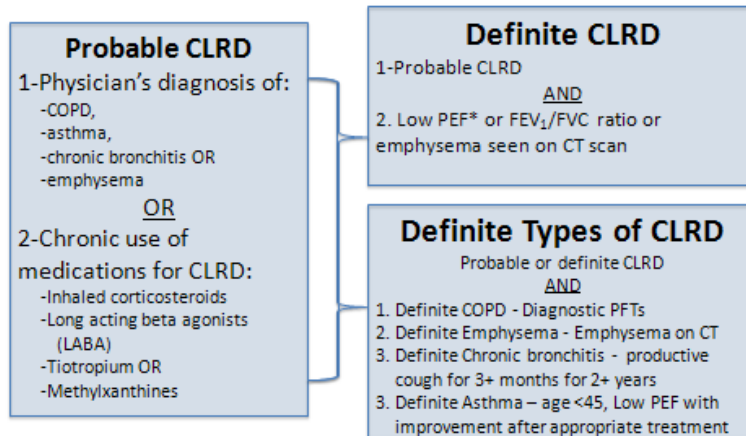 Probable CLRD
1-Physician's diagnosis of:
-COPD,
-asthma,
-chronic bronchitis OR
-emphysema
OR
2-Chronic use of
medications for CLRD:
-Inhaled corticosteroids
-Long acting beta agonists
(LABA)
-Tiotropium OR
-Methylxanthines
Definite CLRD
1-Probable CLRD
AND
2. Low PEF* or FEV₁/FVC ratio or
emphysema seen on CT scan
Definite Types of CLRD
Probable or definite CLRD
AND
1. Definite COPD - Diagnostic PFTs
2. Definite Emphysema - Emphysema on CT
3. Definite Chronic bronchitis - productive
cough for 3+ months for 2+ years
3. Definite Asthma – age <45, Low PEF with
improvement after appropriate treatment